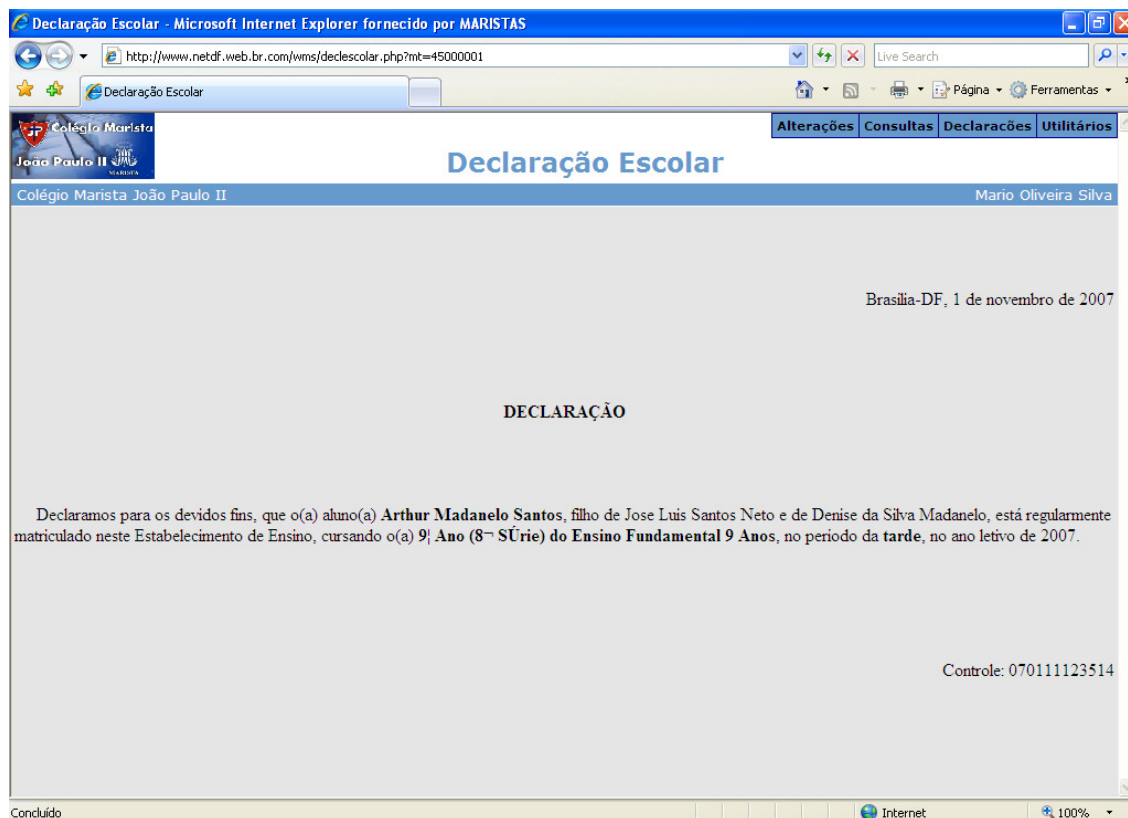 Declaração Escolar - Microsoft Internet Explorer fornecido por MARISTAS
http://www.netdf.web.br.com/wms/declescolar.php?mt=45000001
Live Search
Declaração Escolar
Página
Ferramentas
Colégio Marista
João Paulo II
MARISTA
Alterações Consultas Declaracões Utilitários
Declaração Escolar
Colégio Marista João Paulo II
Mario Oliveira Silva
Brasilia-DF, 1 de novembro de 2007
DECLARAÇÃO
Declaramos para os devidos fins, que o(a) aluno(a) Arthur Madanelo Santos, filho de Jose Luis Santos Neto e de Denise da Silva Madanelo, está regularmente
matriculado neste Estabelecimento de Ensino, cursando o(a) 9¦ Ano (8¬ SÚrie) do Ensino Fundamental 9 Anos, no período da tarde, no ano letivo de 2007.
Controle: 070111123514
Concluído
Internet
100%